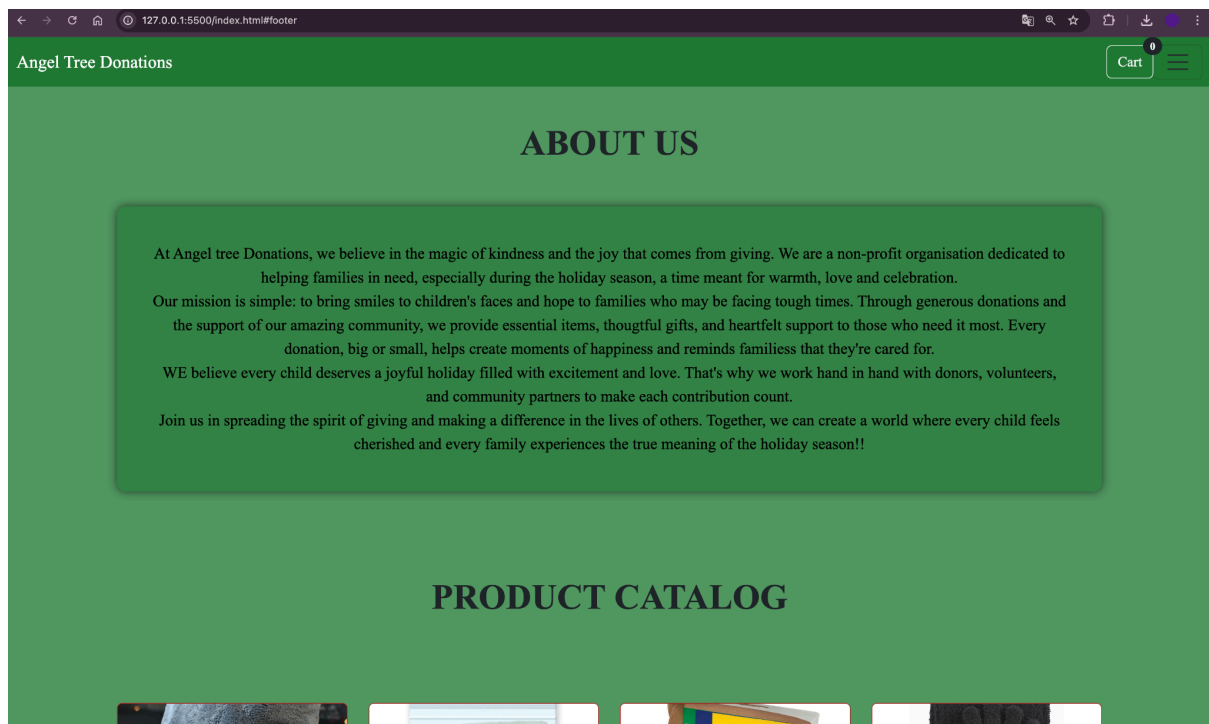 127.0.0.1:5500/index.html#footer
Angel Tree Donations
Cart
0
ABOUT US
At Angel tree Donations, we believe in the magic of kindness and the joy that comes from giving. We are a non-profit organisation dedicated to
helping families in need, especially during the holiday season, a time meant for warmth, love and celebration.
Our mission is simple: to bring smiles to children's faces and hope to families who may be facing tough times. Through generous donations and
the support of our amazing community, we provide essential items, thougtful gifts, and heartfelt support to those who need it most. Every
donation, big or small, helps create moments of happiness and reminds familiess that they're cared for.
WE believe every child deserves a joyful holiday filled with excitement and love. That's why we work hand in hand with donors, volunteers,
and community partners to make each contribution count.
Join us in spreading the spirit of giving and making a difference in the lives of others. Together, we can create a world where every child feels
cherished and every family experiences the true meaning of the holiday season!!
PRODUCT CATALOG